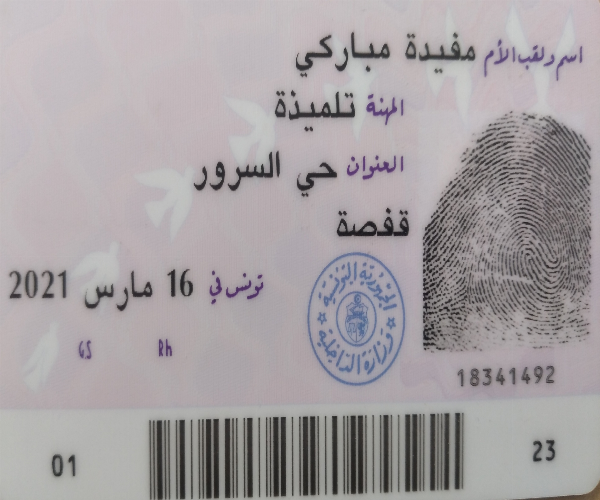 اسم ولقب الأم مفيدة مباركي
المهنة تلميذة
العنوان حي السرور
قفصة
تونس في 16 مارس 2021
GS Rh
الجمهورية التونسية
وزارة الداخلية
18341492
01 23